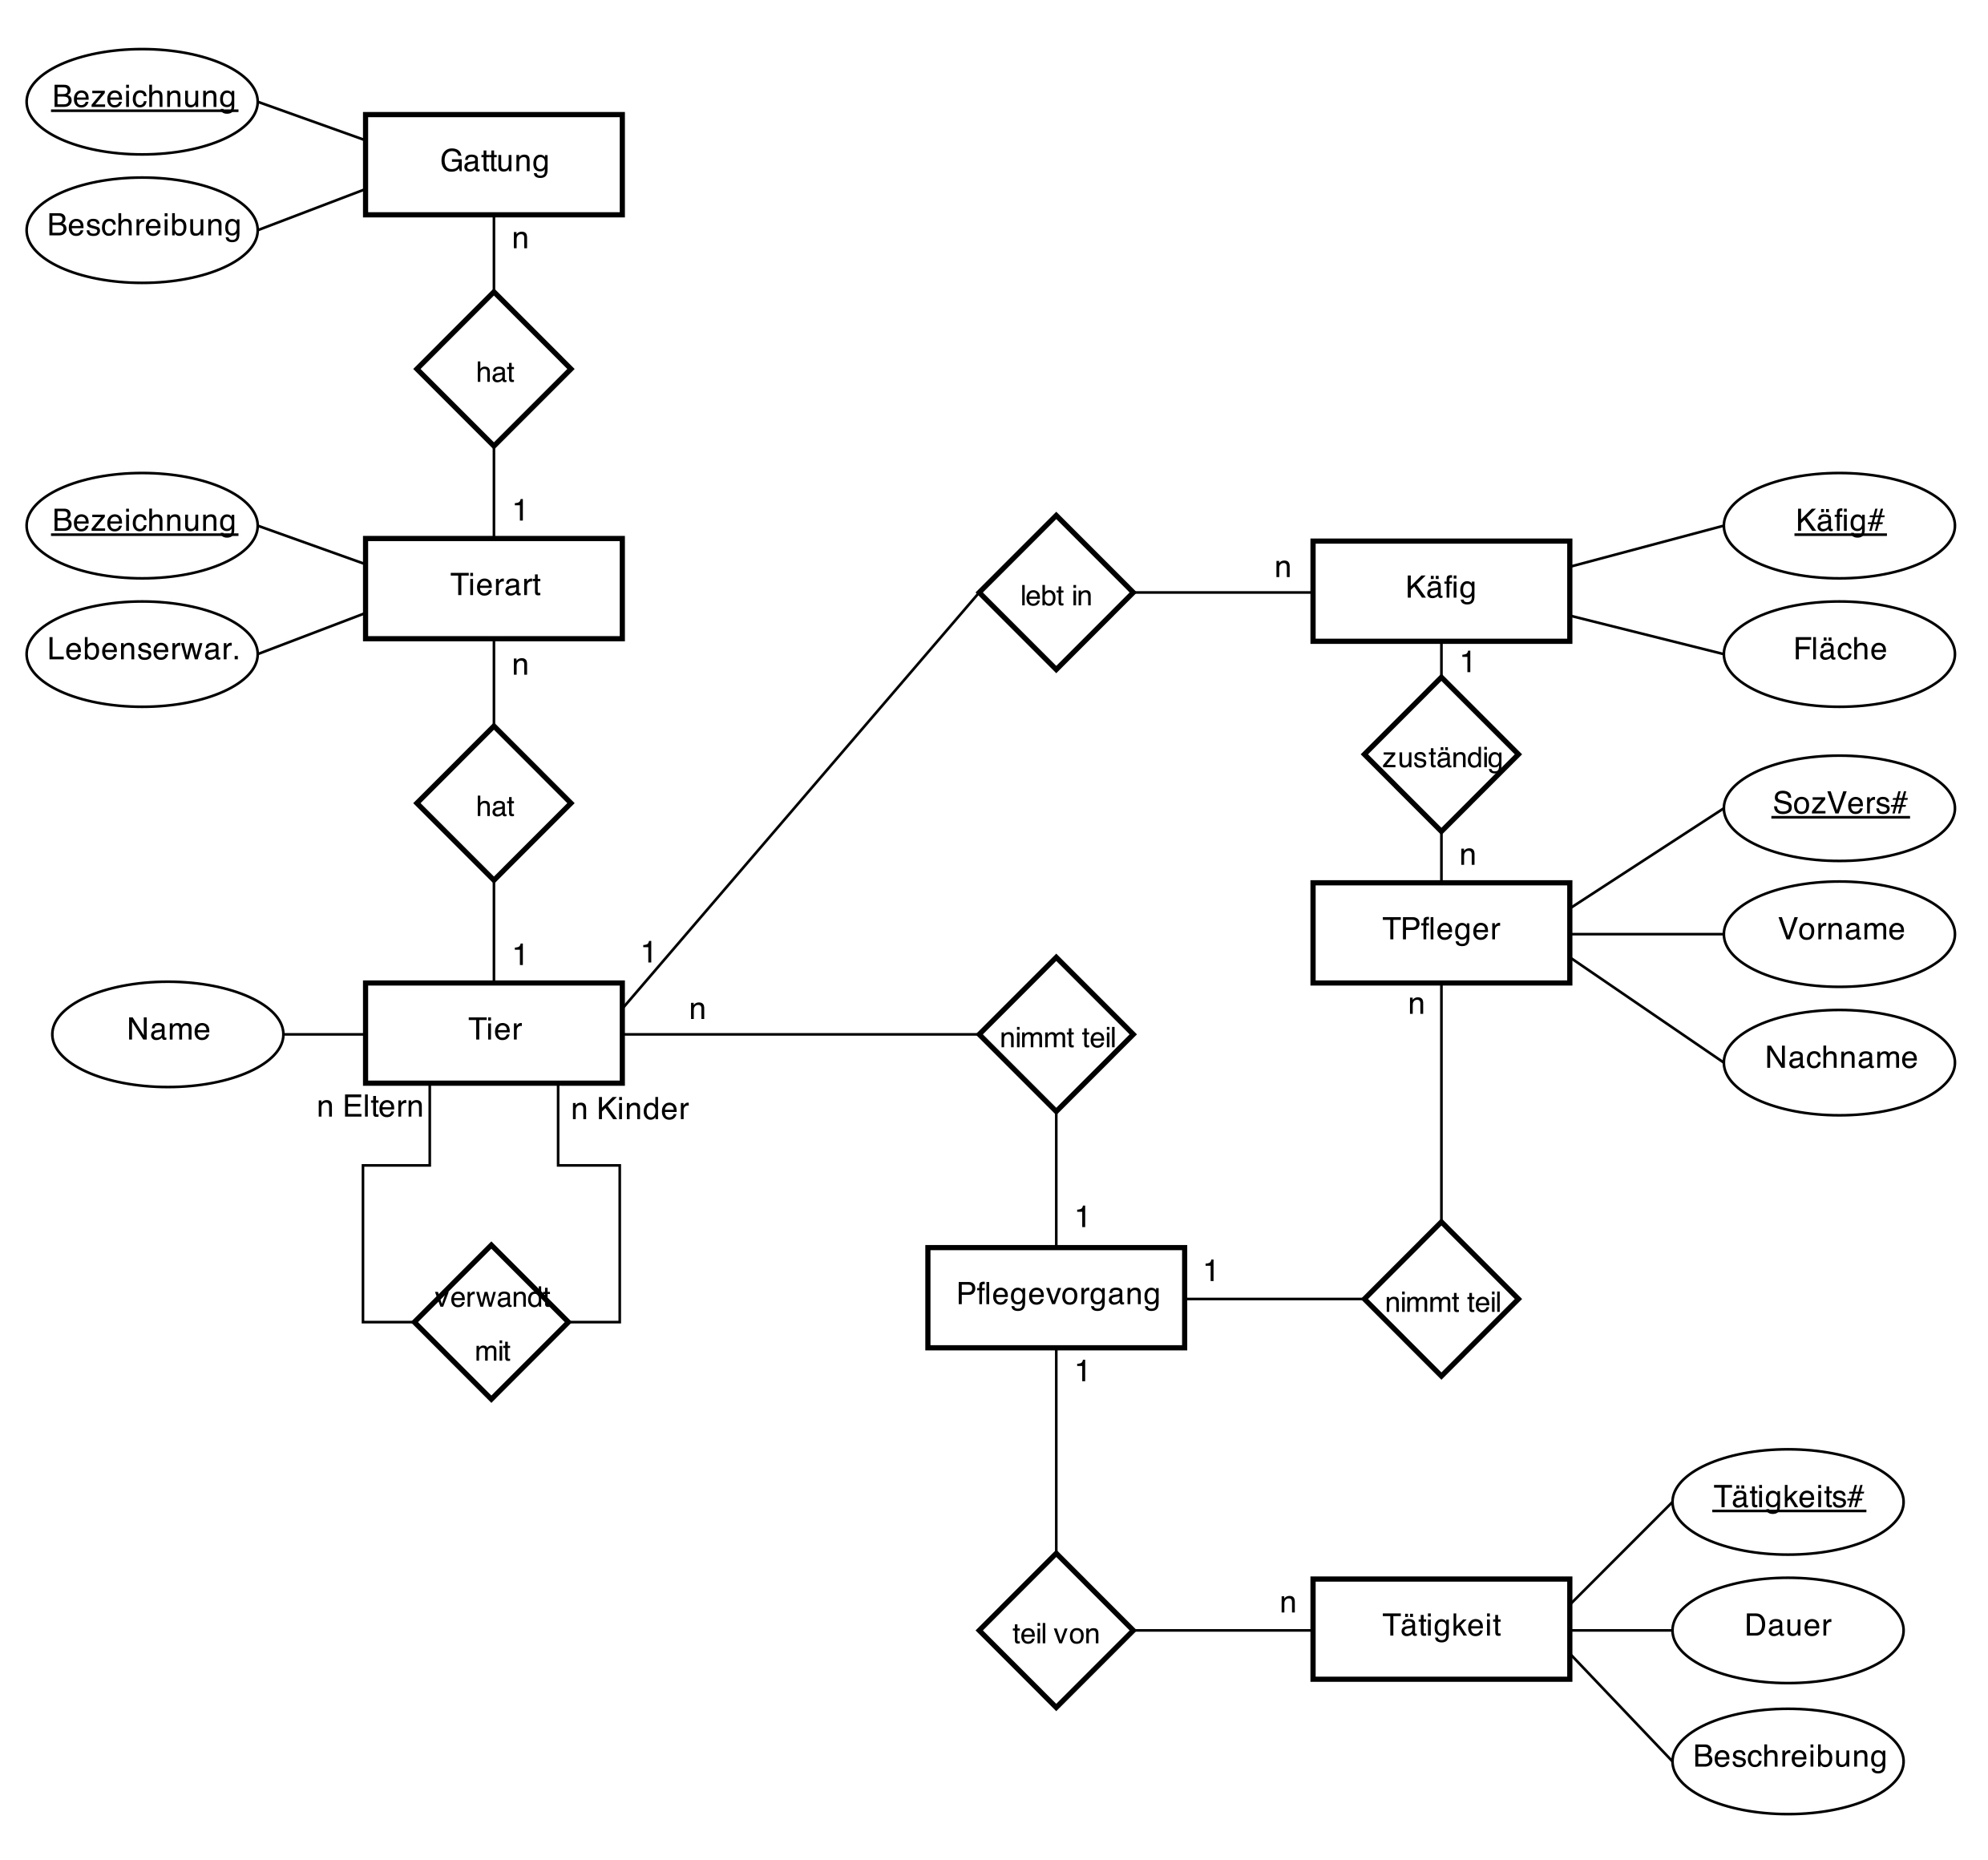 Bezeichnung
Gattung
Beschreibung
n
hat
1
Bezeichnung
Tierart
Lebenserwar.
n
hat
1
Name
Tier
n Eltern
n Kinder
verwandt
mit
1
lebt in
n
Käfig
Käfig#
Fläche
1
zuständig
n
TPfleger
SozVers#
Vorname
Nachname
n
nimmt teil
1
Pflegevorgang
1
nimmt teil
n
1
teil von
n
Tätigkeit
Tätigkeits#
Dauer
Beschreibung